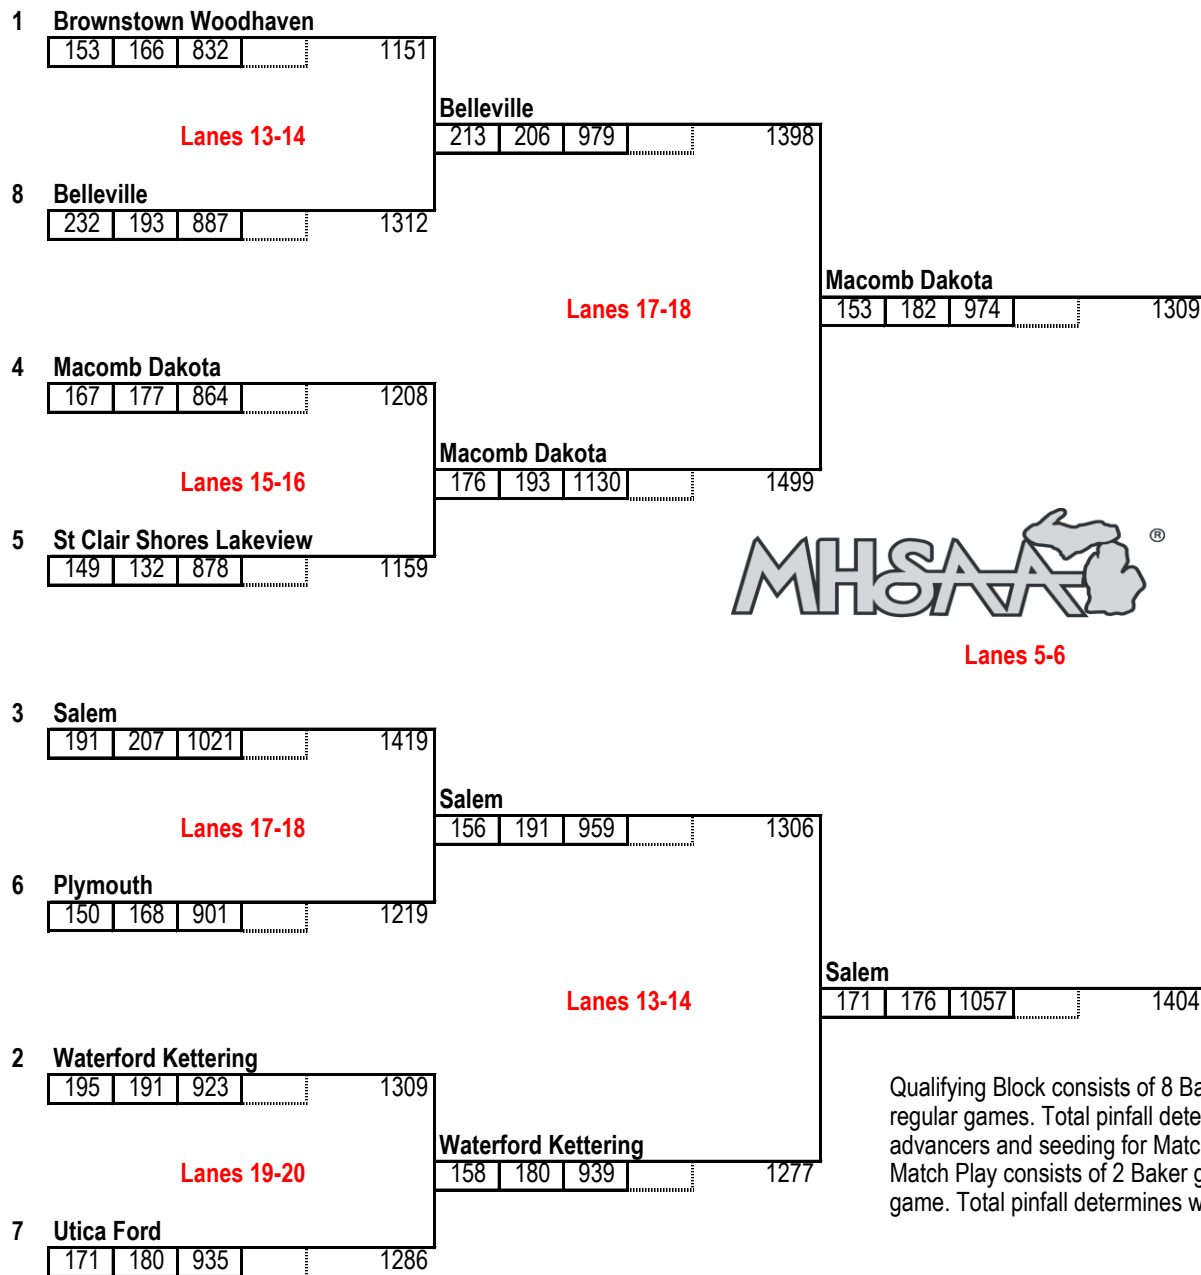 1 Brownstown Woodhaven
153 166 832 1151
Belleville
Lanes 13-14
213 206 979 1398
8 Belleville
232 193 887 1312
Macomb Dakota
Lanes 17-18
153 182 974 1309
4 Macomb Dakota
167 177 864 1208
Macomb Dakota
Lanes 15-16
176 193 1130 1499
5 St Clair Shores Lakeview
149 132 878 1159
MHSAA ®
Lanes 5-6
3 Salem
191 207 1021 1419
Salem
Lanes 17-18
156 191 959 1306
6 Plymouth
150 168 901 1219
Salem
Lanes 13-14
171 176 1057 1404
2 Waterford Kettering
195 191 923 1309
Qualifying Block consists of 8 Ba
regular games. Total pinfall dete
advancers and seeding for Matc
Match Play consists of 2 Baker g
game. Total pinfall determines w
Waterford Kettering
Lanes 19-20
158 180 939 1277
7 Utica Ford
171 180 935 1286